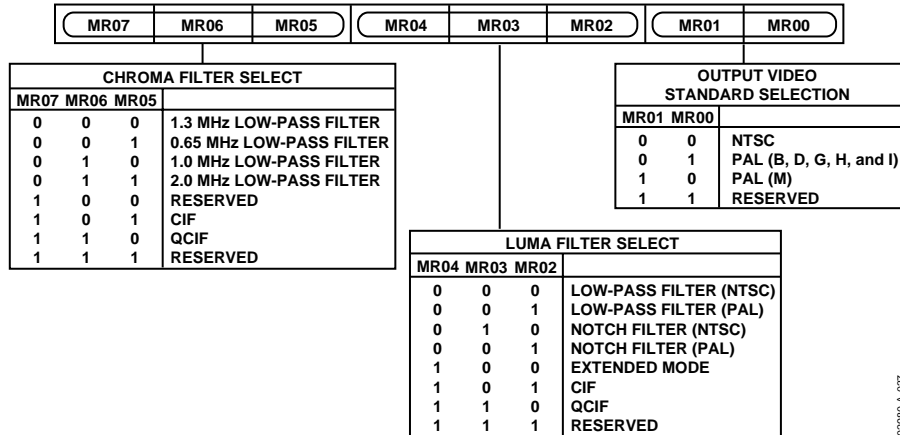 MR07 MR06 MR05 MR04 MR03 MR02 MR01 MR00
CHROMA FILTER SELECT
MR07 MR06 MR05
0 0 0 1.3 MHz LOW-PASS FILTER
0 0 1 0.65 MHz LOW-PASS FILTER
0 1 0 1.0 MHz LOW-PASS FILTER
0 1 1 2.0 MHz LOW-PASS FILTER
1 0 0 RESERVED
1 0 1 CIF
1 1 0 QCIF
1 1 1 RESERVED
OUTPUT VIDEO
STANDARD SELECTION
MR01 MR00
0 0 NTSC
0 1 PAL (B, D, G, H, and I)
1 0 PAL (M)
1 1 RESERVED
LUMA FILTER SELECT
MR04 MR03 MR02
0 0 0 LOW-PASS FILTER (NTSC)
0 0 1 LOW-PASS FILTER (PAL)
0 1 0 NOTCH FILTER (NTSC)
0 0 1 NOTCH FILTER (PAL)
1 0 0 EXTENDED MODE
1 0 1 CIF
1 1 0 QCIF
1 1 1 RESERVED